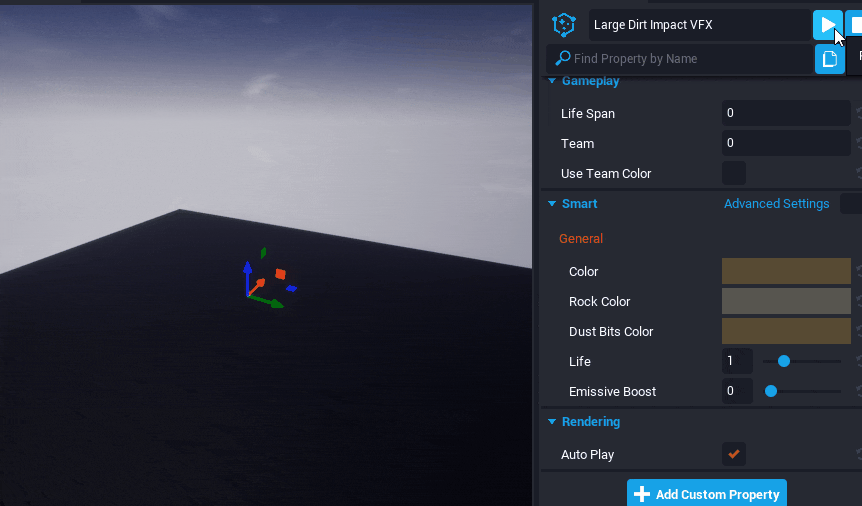 Large Dirt Impact VFX
Find Property by Name
Gameplay
Life Span 0
Team 0
Use Team Color
Smart Advanced Settings
General
Color
Rock Color
Dust Bits Color
Life 1
Emissive Boost 0
Rendering
Auto Play
Add Custom Property